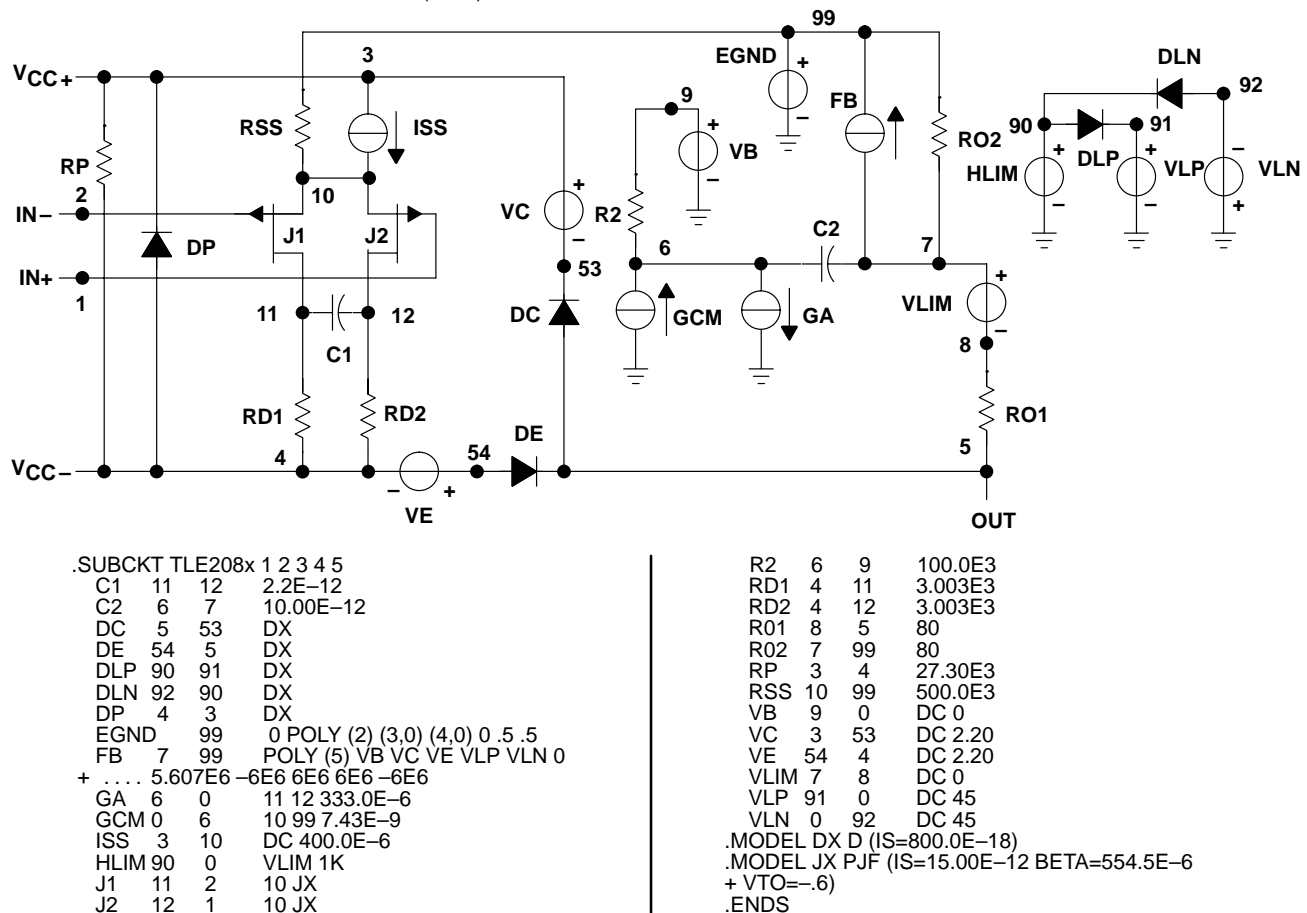 99
3
EGND
+
–
DLN
92
VCC+
9
FB
RSS
ISS
+
–
VB
RO2
90
91
DLP
HLIM
+
–
+
–
VLP
–
+
VLN
RP
2
10
IN–
J1
J2
DP
VC
+
–
R2
C2
6
7
IN+
1
53
11
12
C1
DC
GCM
GA
VLIM
+
–
8
RD1
RD2
RO1
DE
4
54
5
VCC–
–
+
VE
OUT
.SUBCKT TLE208x 1 2 3 4 5
C1 11 12 2.2E–12
C2 6 7 10.00E–12
DC 5 53 DX
DE 54 5 DX
DLP 90 91 DX
DLN 92 90 DX
DP 4 3 DX
EGND 99 0 POLY (2) (3,0) (4,0) 0 .5 .5
FB 7 99 POLY (5) VB VC VE VLP VLN 0
+ . . . . 5.607E6 –6E6 6E6 6E6 –6E6
GA 6 0 11 12 333.0E–6
GCM 0 6 10 99 7.43E–9
ISS 3 10 DC 400.0E–6
HLIM 90 0 VLIM 1K
J1 11 2 10 JX
J2 12 1 10 JX
R2 6 9 100.0E3
RD1 4 11 3.003E3
RD2 4 12 3.003E3
R01 8 5 80
R02 7 99 80
RP 3 4 27.30E3
RSS 10 99 500.0E3
VB 9 0 DC 0
VC 3 53 DC 2.20
VE 54 4 DC 2.20
VLIM 7 8 DC 0
VLP 91 0 DC 45
VLN 0 92 DC 45
.MODEL DX D (IS=800.0E–18)
.MODEL JX PJF (IS=15.00E–12 BETA=554.5E–6
+ VTO=–.6)
.ENDS